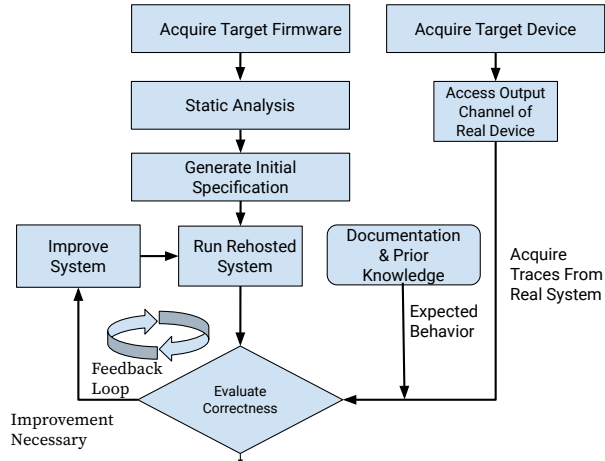 Acquire Target Firmware
Acquire Target Device
Static Analysis
Access Output
Channel of
Real Device
Generate Initial
Specification
Improve
System
Run Rehosted
System
Documentation
& Prior
Knowledge
Acquire
Traces From
Real System
Expected
Behavior
Feedback
Loop
Evaluate
Correctness
Improvement
Necessary